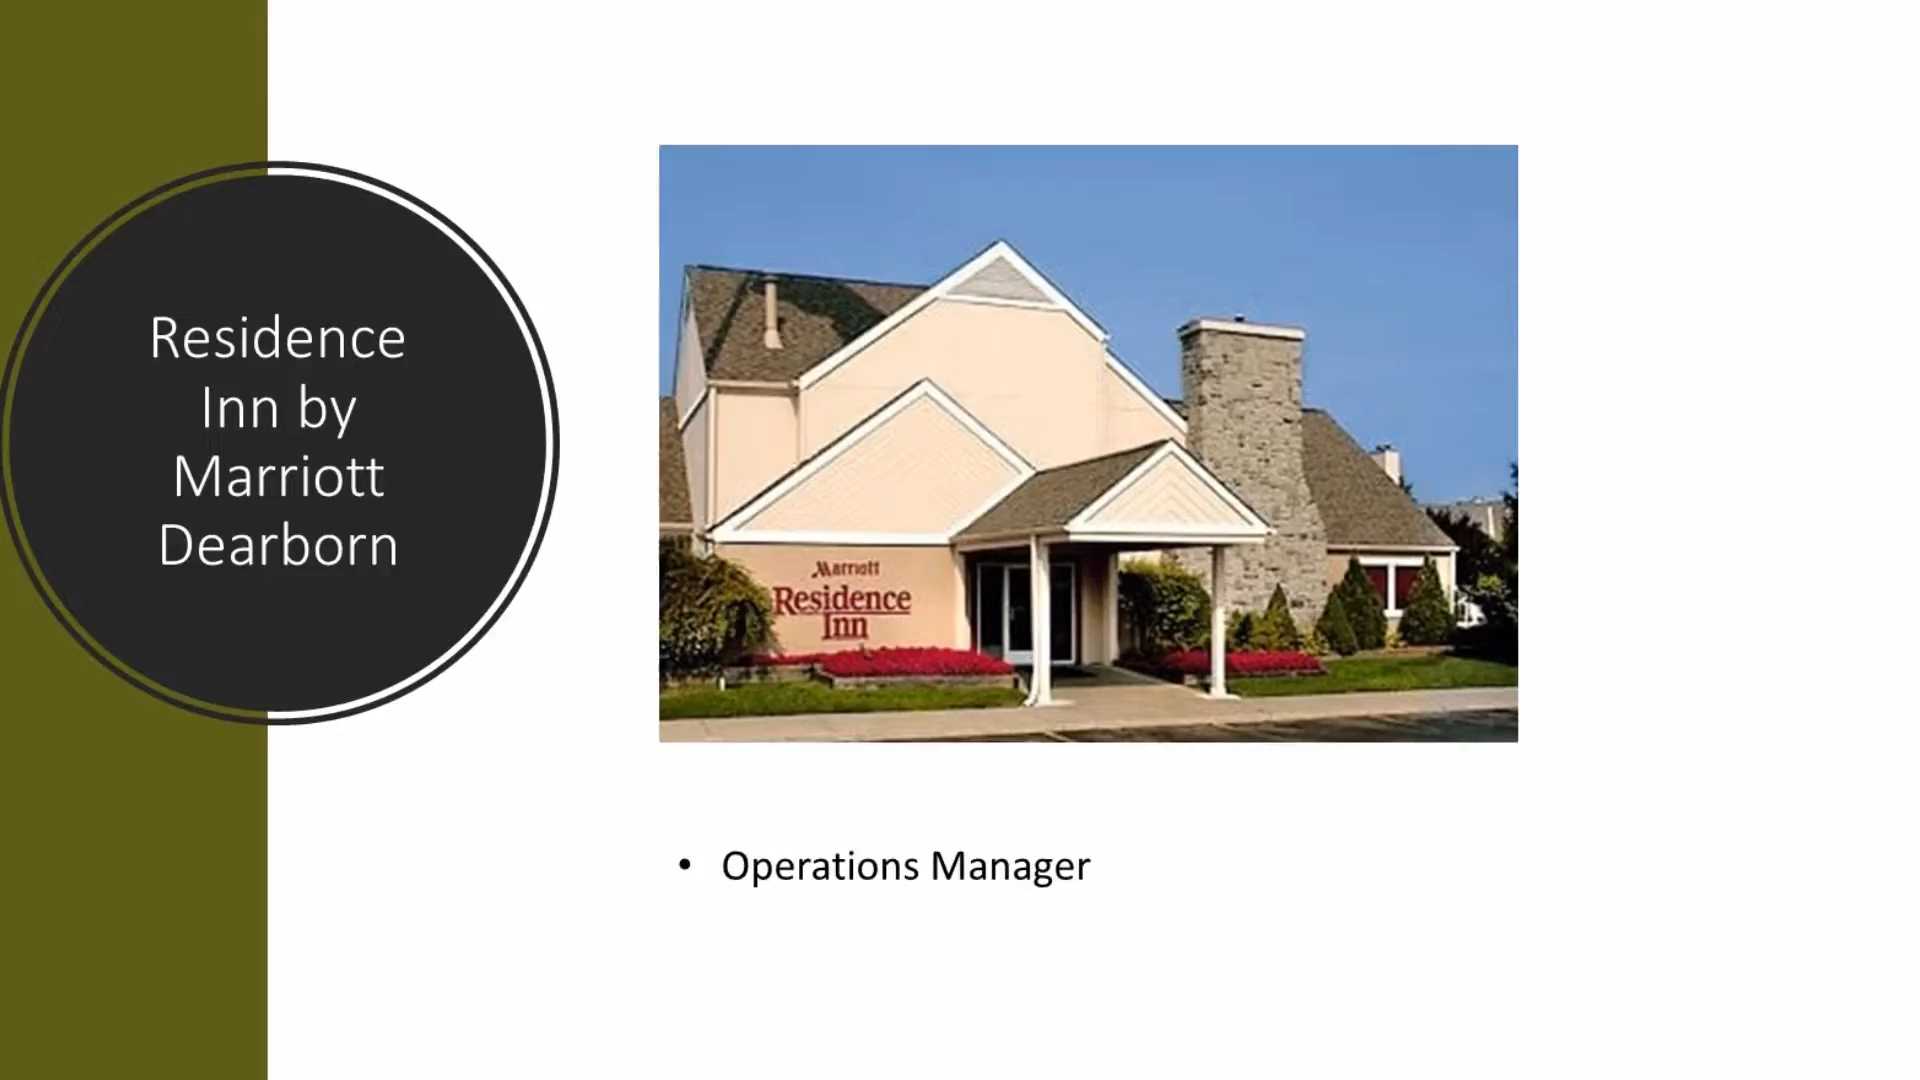 Residence
Inn by
Marriott
Dearborn
Marriott
Residence
Inn
• Operations Manager